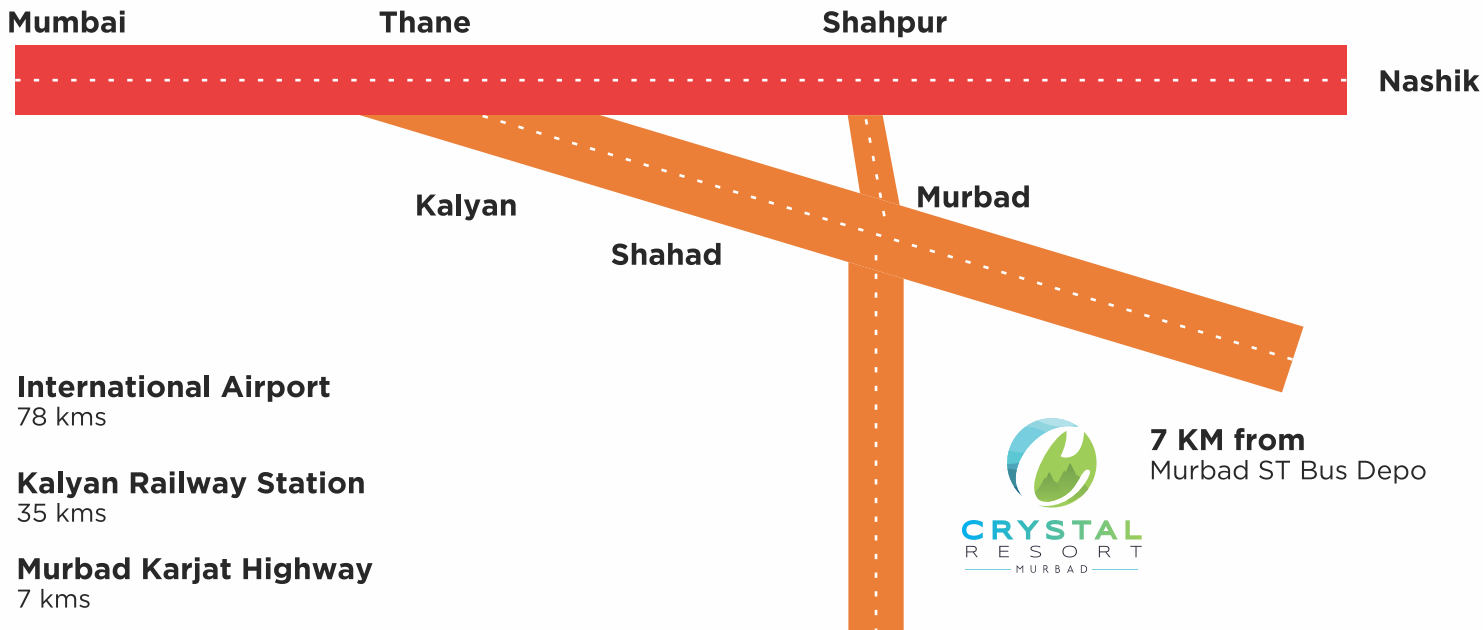 Mumbai
Thane
Shahpur
Nashik
Kalyan
Murbad
Shahad
International Airport
78 kms
Kalyan Railway Station
35 kms
Murbad Karjat Highway
7 kms
CRYSTAL
RESORT
MURBAD
7 KM from
Murbad ST Bus Depo